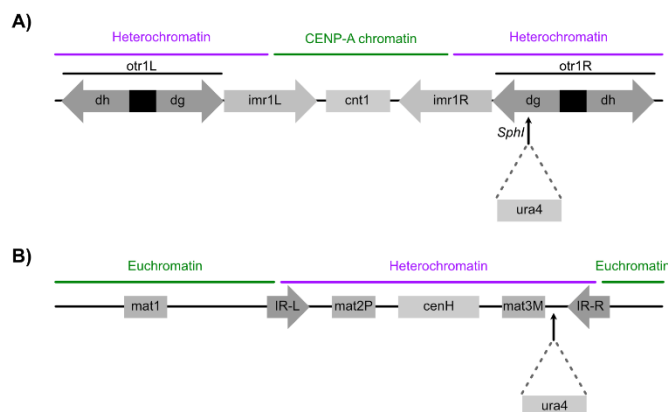 A)
Heterochromatin CENP-A chromatin Heterochromatin
otr1L otr1R
dh dg imr1L cnt1 imr1R dg dh
SphI
ura4
B)
Euchromatin Heterochromatin Euchromatin
mat1 IR-L mat2P cenH mat3M IR-R
ura4